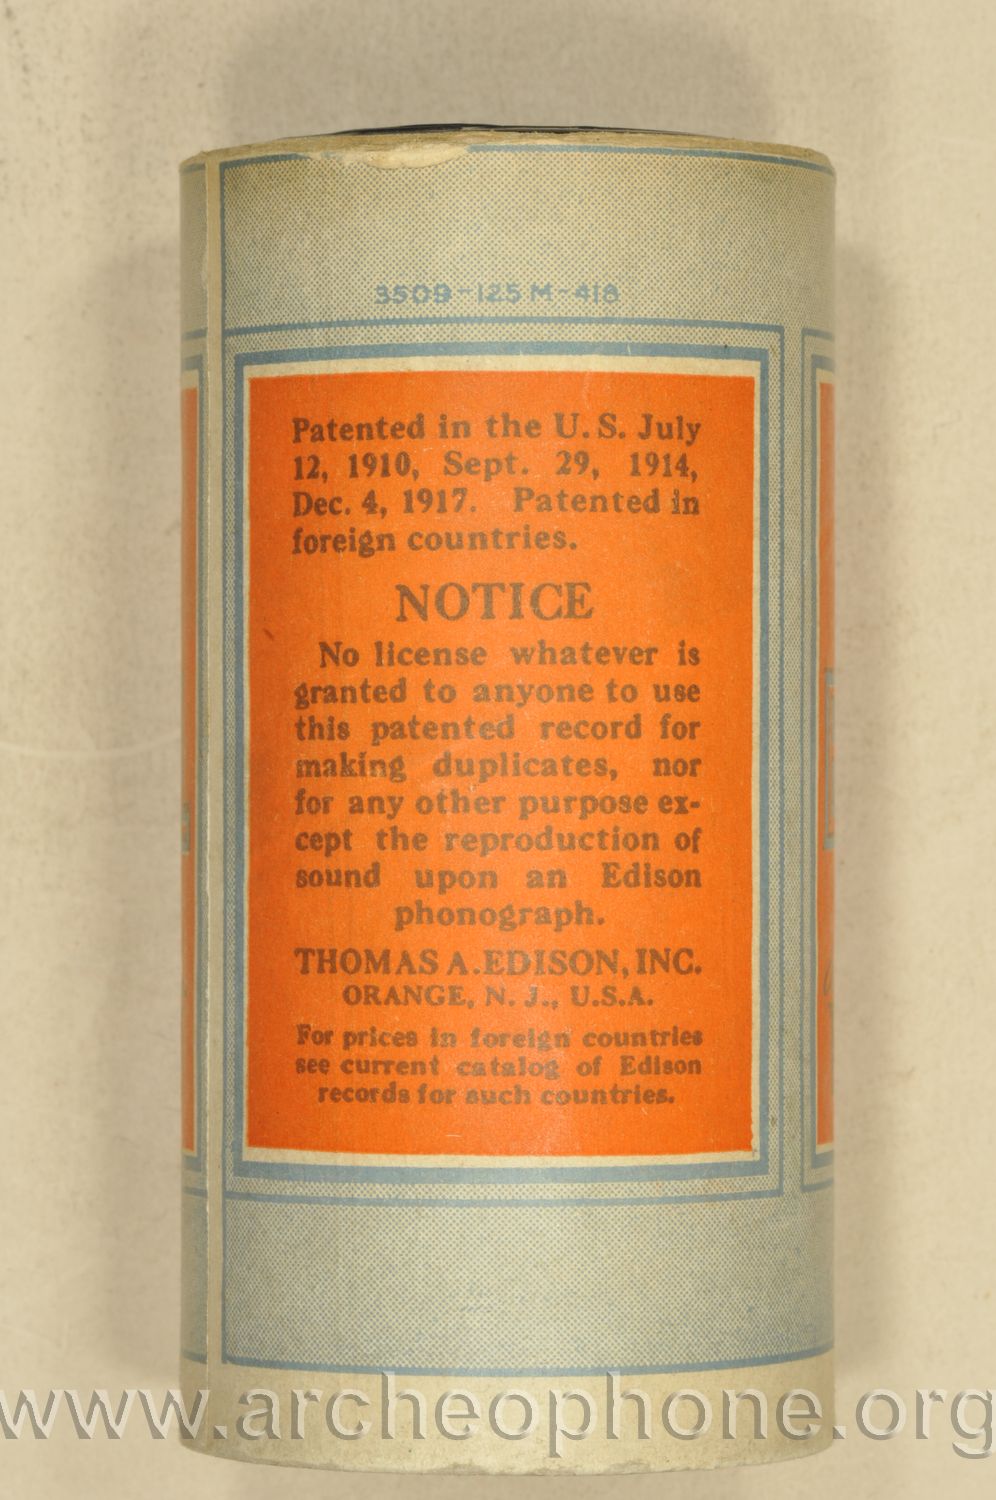 3509-125 M-418
Patented in the U. S. July
12, 1910, Sept. 29, 1914,
Dec. 4, 1917. Patented in
foreign countries.
NOTICE
No license whatever is
granted to anyone to use
this patented record for
making duplicates, nor
for any other purpose ex-
cept the reproduction of
sound upon an Edison
phonograph.
THOMAS A. EDISON, INC.
ORANGE, N. J., U.S.A.
For prices in foreign countries
see current catalog of Edison
records for such countries.
www.archeophone.org